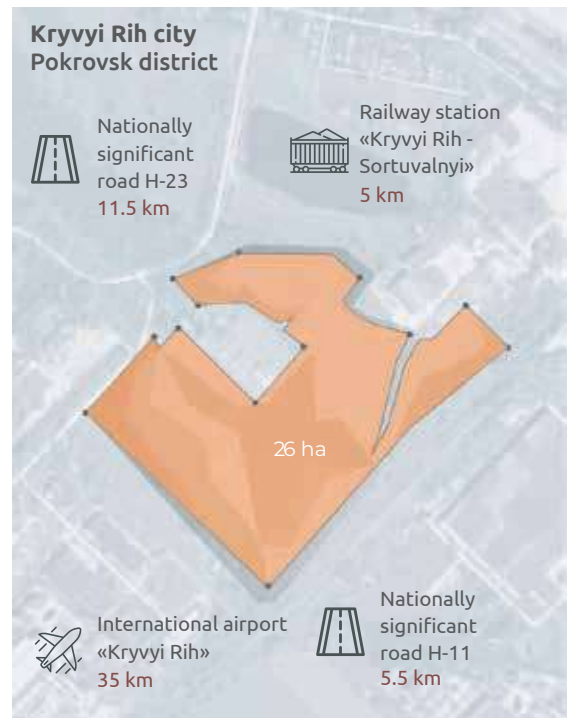 Kryvyi Rih city
Pokrovsk district
Nationally
significant
road H-23
11.5 km
Railway station
«Kryvyi Rih -
Sortuvalnyi»
5 km
26 ha
International airport
«Kryvyi Rih»
35 km
Nationally
significant
road H-11
5.5 km